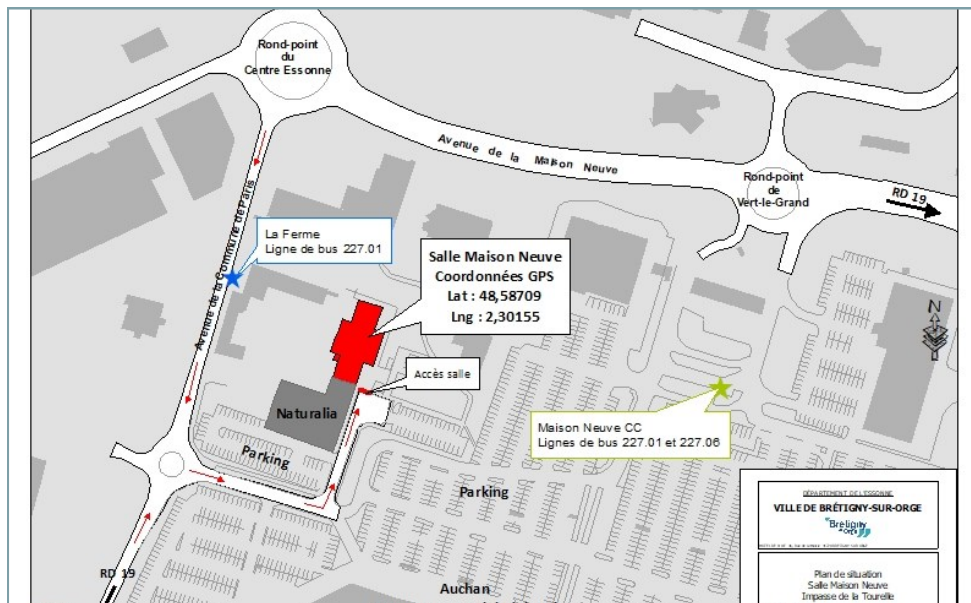 Rond-point
du
Centre Essonne
Avenue de la Maison Neuve
Rond-point
de
Vert-le-Grand
RD 19
Avenue de la Commune de Paris
La Ferme
Ligne de bus 227.01
Salle Maison Neuve
Coordonnées GPS
Lat : 48,58709
Lng : 2,30155
N
Accès salle
Naturalia
Maison Neuve CC
Lignes de bus 227.01 et 227.06
Parking
Parking
RD 19
Auchan
DÉPARTEMENT DE L'ESSONNE
VILLE DE BRÉTIGNY-SUR-ORGE
Brétigny
Plan de situation
Salle Maison Neuve
Impasse de la Tourelle